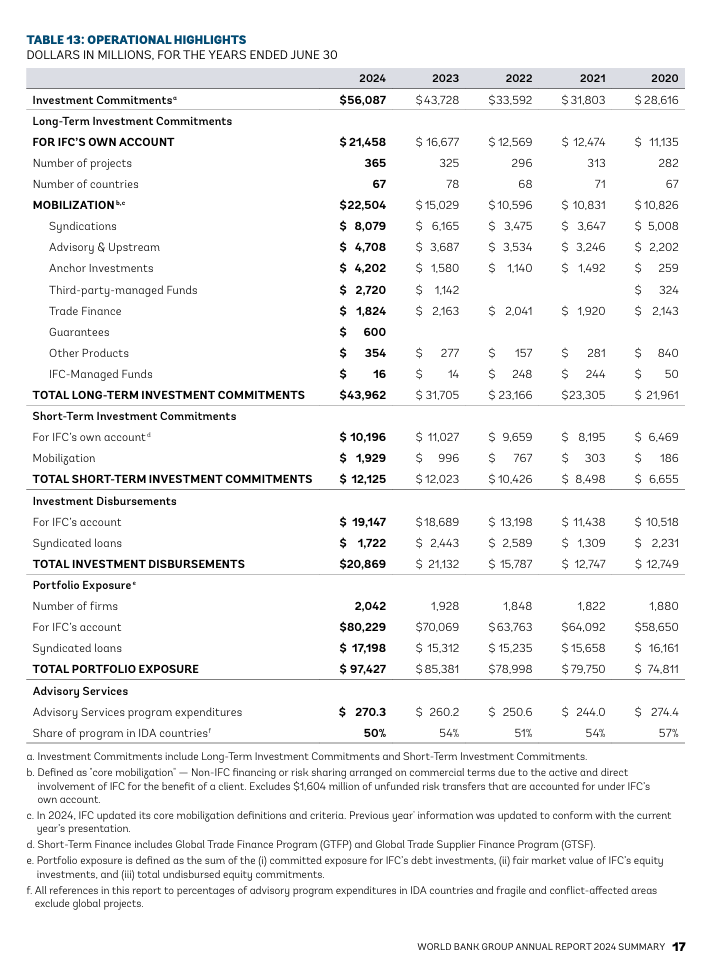 TABLE 13: OPERATIONAL HIGHLIGHTS
DOLLARS IN MILLIONS, FOR THE YEARS ENDED JUNE 30
2024 2023 2022 2021 2020
Investment Commitmentsᵃ $56,087 $43,728 $33,592 $31,803 $28,616
Long-Term Investment Commitments
FOR IFC'S OWN ACCOUNT $21,458 $ 16,677 $12,569 $ 12,474 $ 11,135
Number of projects 365 325 296 313 282
Number of countries 67 78 68 71 67
MOBILIZATIONᵇ,ᶜ $22,504 $15,029 $10,596 $ 10,831 $10,826
Syndications $ 8,079 $ 6,165 $ 3,475 $ 3,647 $ 5,008
Advisory & Upstream $ 4,708 $ 3,687 $ 3,534 $ 3,246 $ 2,202
Anchor Investments $ 4,202 $ 1,580 $ 1,140 $ 1,492 $ 259
Third-party-managed Funds $ 2,720 $ 1,142 $ 324
Trade Finance $ 1,824 $ 2,163 $ 2,041 $ 1,920 $ 2,143
Guarantees $ 600
Other Products $ 354 $ 277 $ 157 $ 281 $ 840
IFC-Managed Funds $ 16 $ 14 $ 248 $ 244 $ 50
TOTAL LONG-TERM INVESTMENT COMMITMENTS $43,962 $ 31,705 $ 23,166 $23,305 $ 21,961
Short-Term Investment Commitments
For IFC's own accountᵈ $ 10,196 $ 11,027 $ 9,659 $ 8,195 $ 6,469
Mobilization $ 1,929 $ 996 $ 767 $ 303 $ 186
TOTAL SHORT-TERM INVESTMENT COMMITMENTS $ 12,125 $12,023 $10,426 $ 8,498 $ 6,655
Investment Disbursements
For IFC's account $ 19,147 $18,689 $ 13,198 $ 11,438 $ 10,518
Syndicated loans $ 1,722 $ 2,443 $ 2,589 $ 1,309 $ 2,231
TOTAL INVESTMENT DISBURSEMENTS $20,869 $ 21,132 $ 15,787 $ 12,747 $ 12,749
Portfolio Exposureᵉ
Number of firms 2,042 1,928 1,848 1,822 1,880
For IFC's account $80,229 $70,069 $63,763 $64,092 $58,650
Syndicated loans $ 17,198 $ 15,312 $ 15,235 $ 15,658 $ 16,161
TOTAL PORTFOLIO EXPOSURE $ 97,427 $85,381 $78,998 $79,750 $ 74,811
Advisory Services
Advisory Services program expenditures $ 270.3 $ 260.2 $ 250.6 $ 244.0 $ 274.4
Share of program in IDA countriesᶠ 50% 54% 51% 54% 57%
a. Investment Commitments include Long-Term Investment Commitments and Short-Term Investment Commitments.
b. Defined as "core mobilization" — Non-IFC financing or risk sharing arranged on commercial terms due to the active and direct
involvement of IFC for the benefit of a client. Excludes $1,604 million of unfunded risk transfers that are accounted for under IFC's
own account.
c. In 2024, IFC updated its core mobilization definitions and criteria. Previous year' information was updated to conform with the current
year's presentation.
d. Short-Term Finance includes Global Trade Finance Program (GTFP) and Global Trade Supplier Finance Program (GTSF).
e. Portfolio exposure is defined as the sum of the (i) committed exposure for IFC's debt investments, (ii) fair market value of IFC's equity
investments, and (iii) total undisbursed equity commitments.
f. All references in this report to percentages of advisory program expenditures in IDA countries and fragile and conflict-affected areas
exclude global projects.
WORLD BANK GROUP ANNUAL REPORT 2024 SUMMARY 17